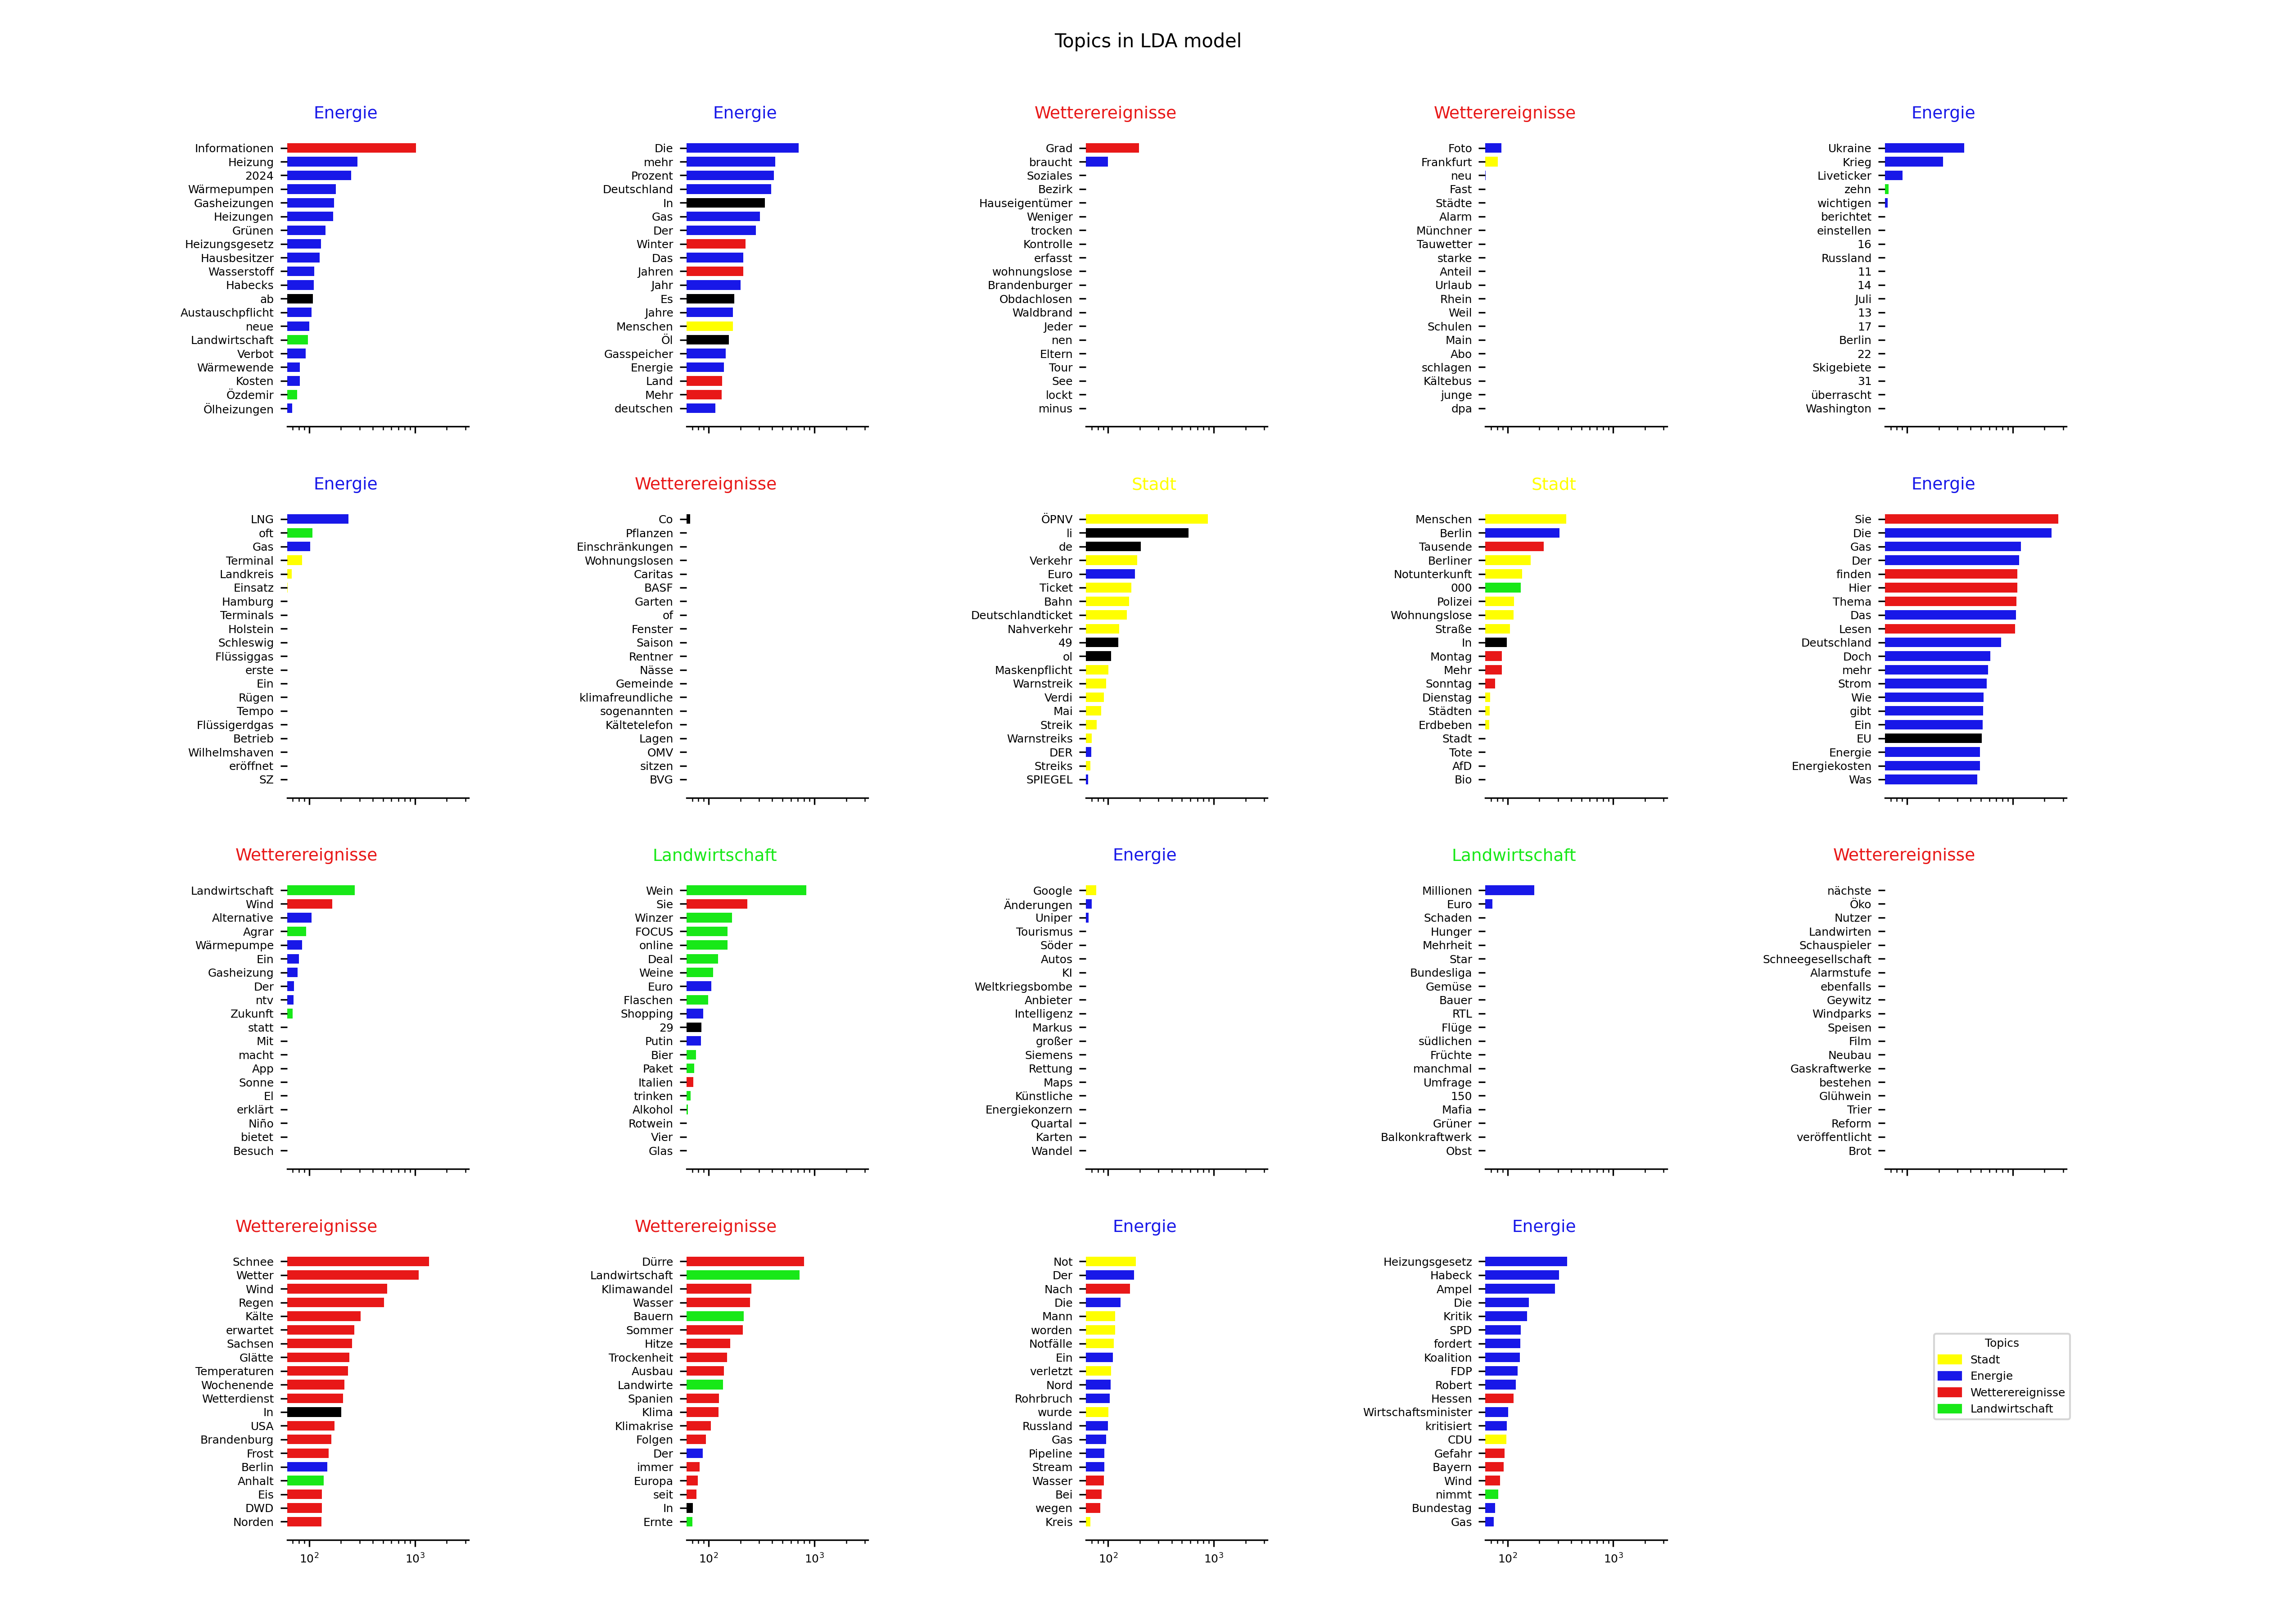 Topics in LDA model
Energie
Informationen
Heizung
2024
Wärmepumpen
Gasheizungen
Heizungen
Grünen
Heizungsgesetz
Hausbesitzer
Wasserstoff
Habecks
ab
Austauschpflicht
neue
Landwirtschaft
Verbot
Wärmewende
Kosten
Özdemir
Ölheizungen
Energie
Die
mehr
Prozent
Deutschland
In
Gas
Der
Winter
Das
Jahren
Jahr
Es
Jahre
Menschen
Öl
Gasspeicher
Energie
Land
Mehr
deutschen
Wetterereignisse
Grad
braucht
Soziales
Bezirk
Hauseigentümer
Weniger
trocken
Kontrolle
erfasst
wohnungslose
Brandenburger
Obdachlosen
Waldbrand
Jeder
nen
Eltern
Tour
See
lockt
minus
Wetterereignisse
Foto
Frankfurt
neu
Fast
Städte
Alarm
Münchner
Tauwetter
starke
Anteil
Urlaub
Rhein
Weil
Schulen
Main
Abo
schlagen
Kältebus
junge
dpa
Energie
Ukraine
Krieg
Liveticker
zehn
wichtigen
berichtet
einstellen
16
Russland
11
14
Juli
13
17
Berlin
22
Skigebiete
31
überrascht
Washington
Energie
LNG
oft
Gas
Terminal
Landkreis
Einsatz
Hamburg
Terminals
Holstein
Schleswig
Flüssiggas
erste
Ein
Rügen
Tempo
Flüssigerdgas
Betrieb
Wilhelmshaven
eröffnet
SZ
Wetterereignisse
Co
Pflanzen
Einschränkungen
Wohnungslosen
Caritas
BASF
Garten
of
Fenster
Saison
Rentner
Nässe
Gemeinde
klimafreundliche
sogenannten
Kältetelefon
Lagen
OMV
sitzen
BVG
Stadt
ÖPNV
li
de
Verkehr
Euro
Ticket
Bahn
Deutschlandticket
Nahverkehr
49
ol
Maskenpflicht
Warnstreik
Verdi
Mai
Streik
Warnstreiks
DER
Streiks
SPIEGEL
Stadt
Menschen
Berlin
Tausende
Berliner
Notunterkunft
000
Polizei
Wohnungslose
Straße
In
Montag
Mehr
Sonntag
Dienstag
Städten
Erdbeben
Stadt
Tote
AfD
Bio
Energie
Sie
Die
Gas
Der
finden
Hier
Thema
Das
Lesen
Deutschland
Doch
mehr
Strom
Wie
gibt
Ein
EU
Energie
Energiekosten
Was
Wetterereignisse
Landwirtschaft
Wind
Alternative
Agrar
Wärmepumpe
Ein
Gasheizung
Der
ntv
Zukunft
statt
Mit
macht
App
Sonne
El
erklärt
Niño
bietet
Besuch
Landwirtschaft
Wein
Sie
Winzer
FOCUS
online
Deal
Weine
Euro
Flaschen
Shopping
29
Putin
Bier
Paket
Italien
trinken
Alkohol
Rotwein
Vier
Glas
Energie
Google
Änderungen
Uniper
Tourismus
Söder
Autos
KI
Weltkriegsbombe
Anbieter
Intelligenz
Markus
großer
Siemens
Rettung
Maps
Künstliche
Energiekonzern
Quartal
Karten
Wandel
Landwirtschaft
Millionen
Euro
Schaden
Hunger
Mehrheit
Star
Bundesliga
Gemüse
Bauer
RTL
Flüge
südlichen
Früchte
manchmal
Umfrage
150
Mafia
Grüner
Balkonkraftwerk
Obst
Wetterereignisse
nächste
Öko
Nutzer
Landwirten
Schauspieler
Schneegesellschaft
Alarmstufe
ebenfalls
Geywitz
Windparks
Speisen
Film
Neubau
Gaskraftwerke
bestehen
Glühwein
Trier
Reform
veröffentlicht
Brot
Wetterereignisse
Schnee
Wetter
Wind
Regen
Kälte
erwartet
Sachsen
Glätte
Temperaturen
Wochenende
Wetterdienst
In
USA
Brandenburg
Frost
Berlin
Anhalt
Eis
DWD
Norden
10² 10³
Wetterereignisse
Dürre
Landwirtschaft
Klimawandel
Wasser
Bauern
Sommer
Hitze
Trockenheit
Ausbau
Landwirte
Spanien
Klima
Klimakrise
Folgen
Der
immer
Europa
seit
In
Ernte
10² 10³
Energie
Not
Der
Nach
Die
Mann
worden
Notfälle
Ein
verletzt
Nord
Rohrbruch
wurde
Russland
Gas
Pipeline
Stream
Wasser
Bei
wegen
Kreis
10² 10³
Energie
Heizungsgesetz
Habeck
Ampel
Die
Kritik
SPD
fordert
Koalition
FDP
Robert
Hessen
Wirtschaftsminister
kritisiert
CDU
Gefahr
Bayern
Wind
nimmt
Bundestag
Gas
10² 10³
Topics
Stadt
Energie
Wetterereignisse
Landwirtschaft